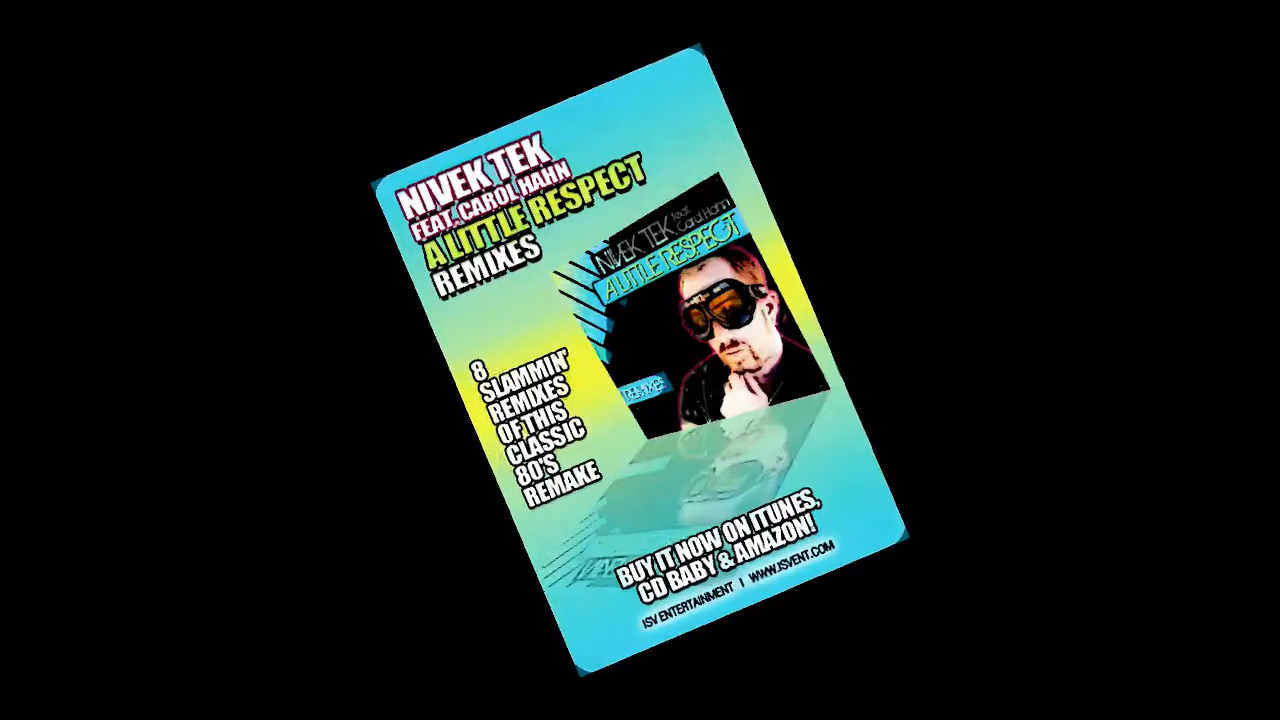 NIVEK TEK
FEAT. CAROL HAHN
A LITTLE RESPECT
REMIXES
NIVEK TEK feat Carol Hahn
A LITTLE RESPECT
REMIXES
8
SLAMMIN'
REMIXES
OF THIS
CLASSIC
80'S
REMAKE
BUY IT NOW ON ITUNES,
CD BABY & AMAZON!
ISV ENTERTAINMENT | WWW.ISVENT.COM